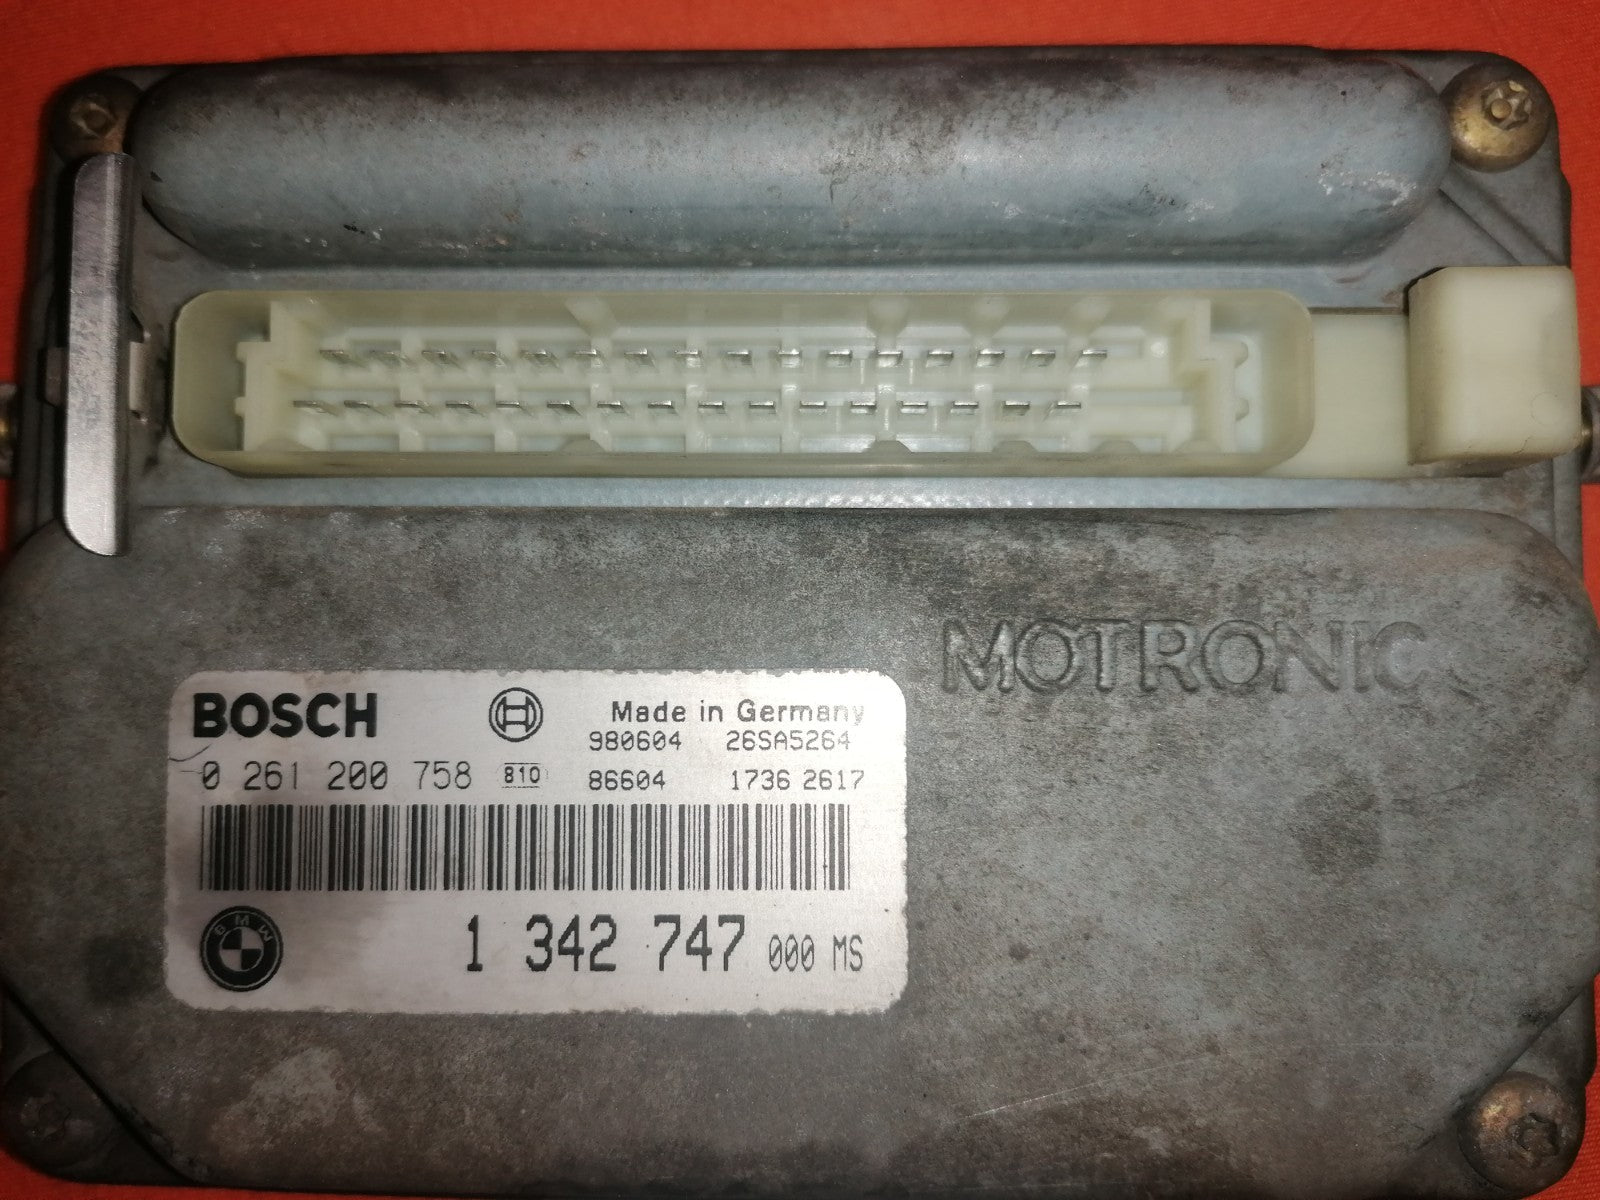 MOTRONIC
BOSCH
Made in Germany
980604 26SA5264
0 261 200 758 810 86604 1736 2617
BMW
1 342 747 000 MS